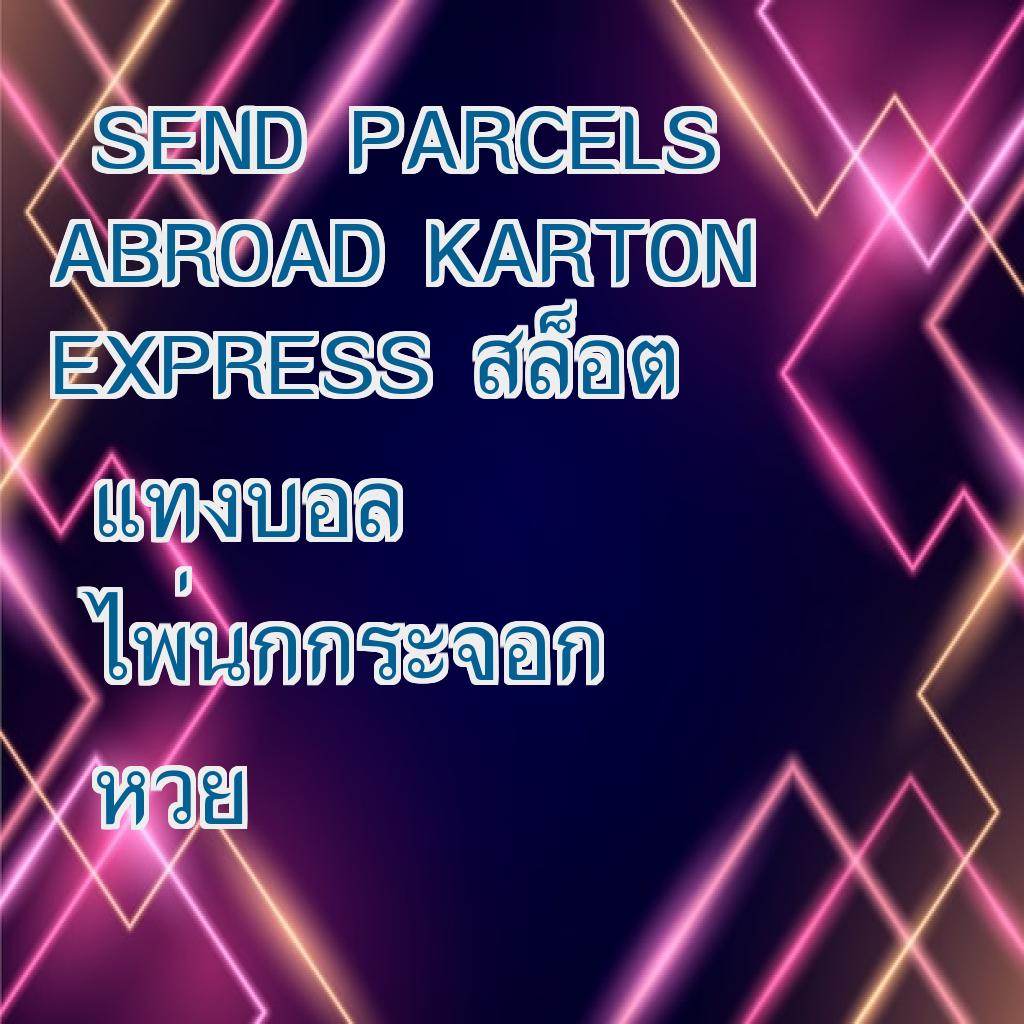 SEND PARCELS
ABROAD KARTON
EXPRESS สล็อต
แทงบอล
ไพ่นกกระจอก
หวย